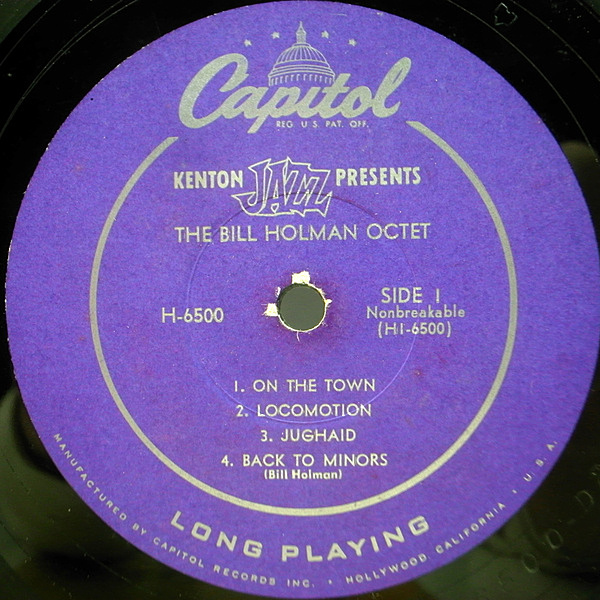 Capitol
REG. U.S. PAT. OFF.
KENTON JAZZ PRESENTS
THE BILL HOLMAN OCTET
H-6500
SIDE 1
Nonbreakable
(H1-6500)
1. ON THE TOWN
2. LOCOMOTION
3. JUGHAID
4. BACK TO MINORS
(Bill Holman)
LONG PLAYING
MANUFACTURED BY CAPITOL RECORDS INC. • HOLLYWOOD, CALIFORNIA • U.S.A.